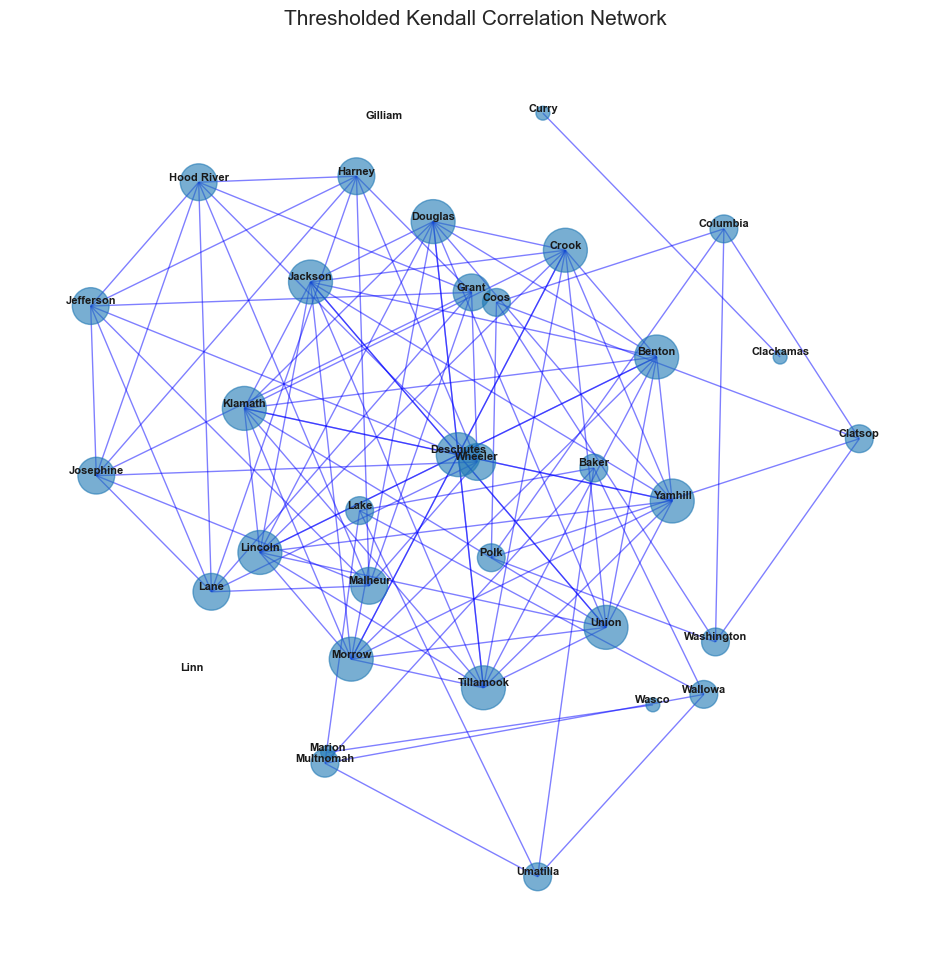 Thresholded Kendall Correlation Network
Curry
Gilliam
Harney
Hood River
Douglas
Columbia
Crook
Jackson
Grant
Coos
Jefferson
Benton
Clackamas
Klamath
Clatsop
Deschutes
Wheeler
Baker
Josephine
Yamhill
Lake
Lincoln
Polk
Malheur
Lane
Union
Washington
Morrow
Linn
Tillamook
Wallowa
Wasco
Marion
Multnomah
Umatilla